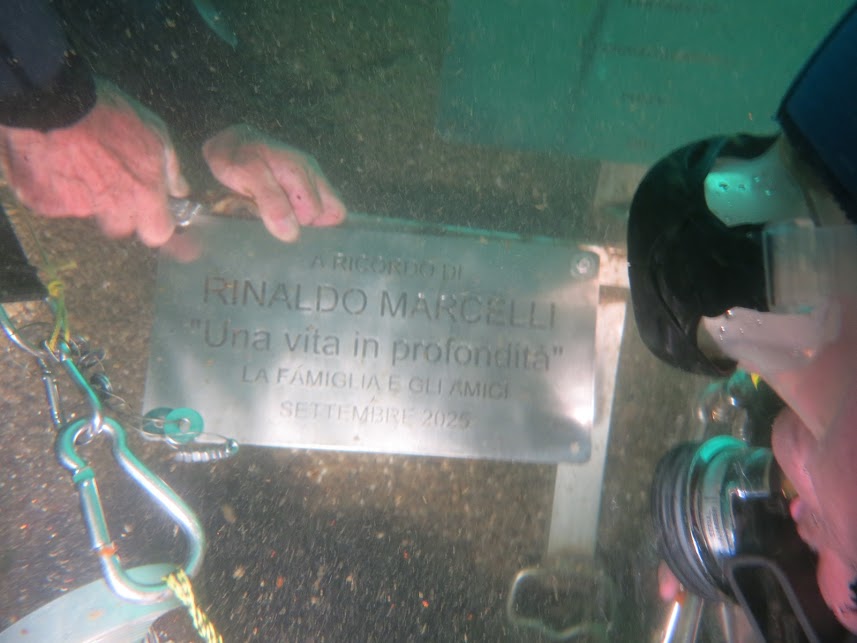 A RICORDO DI
RINALDO MARCELLI
"Una vita in profondità"
LA FAMIGLIA E GLI AMICI
SETTEMBRE 2025